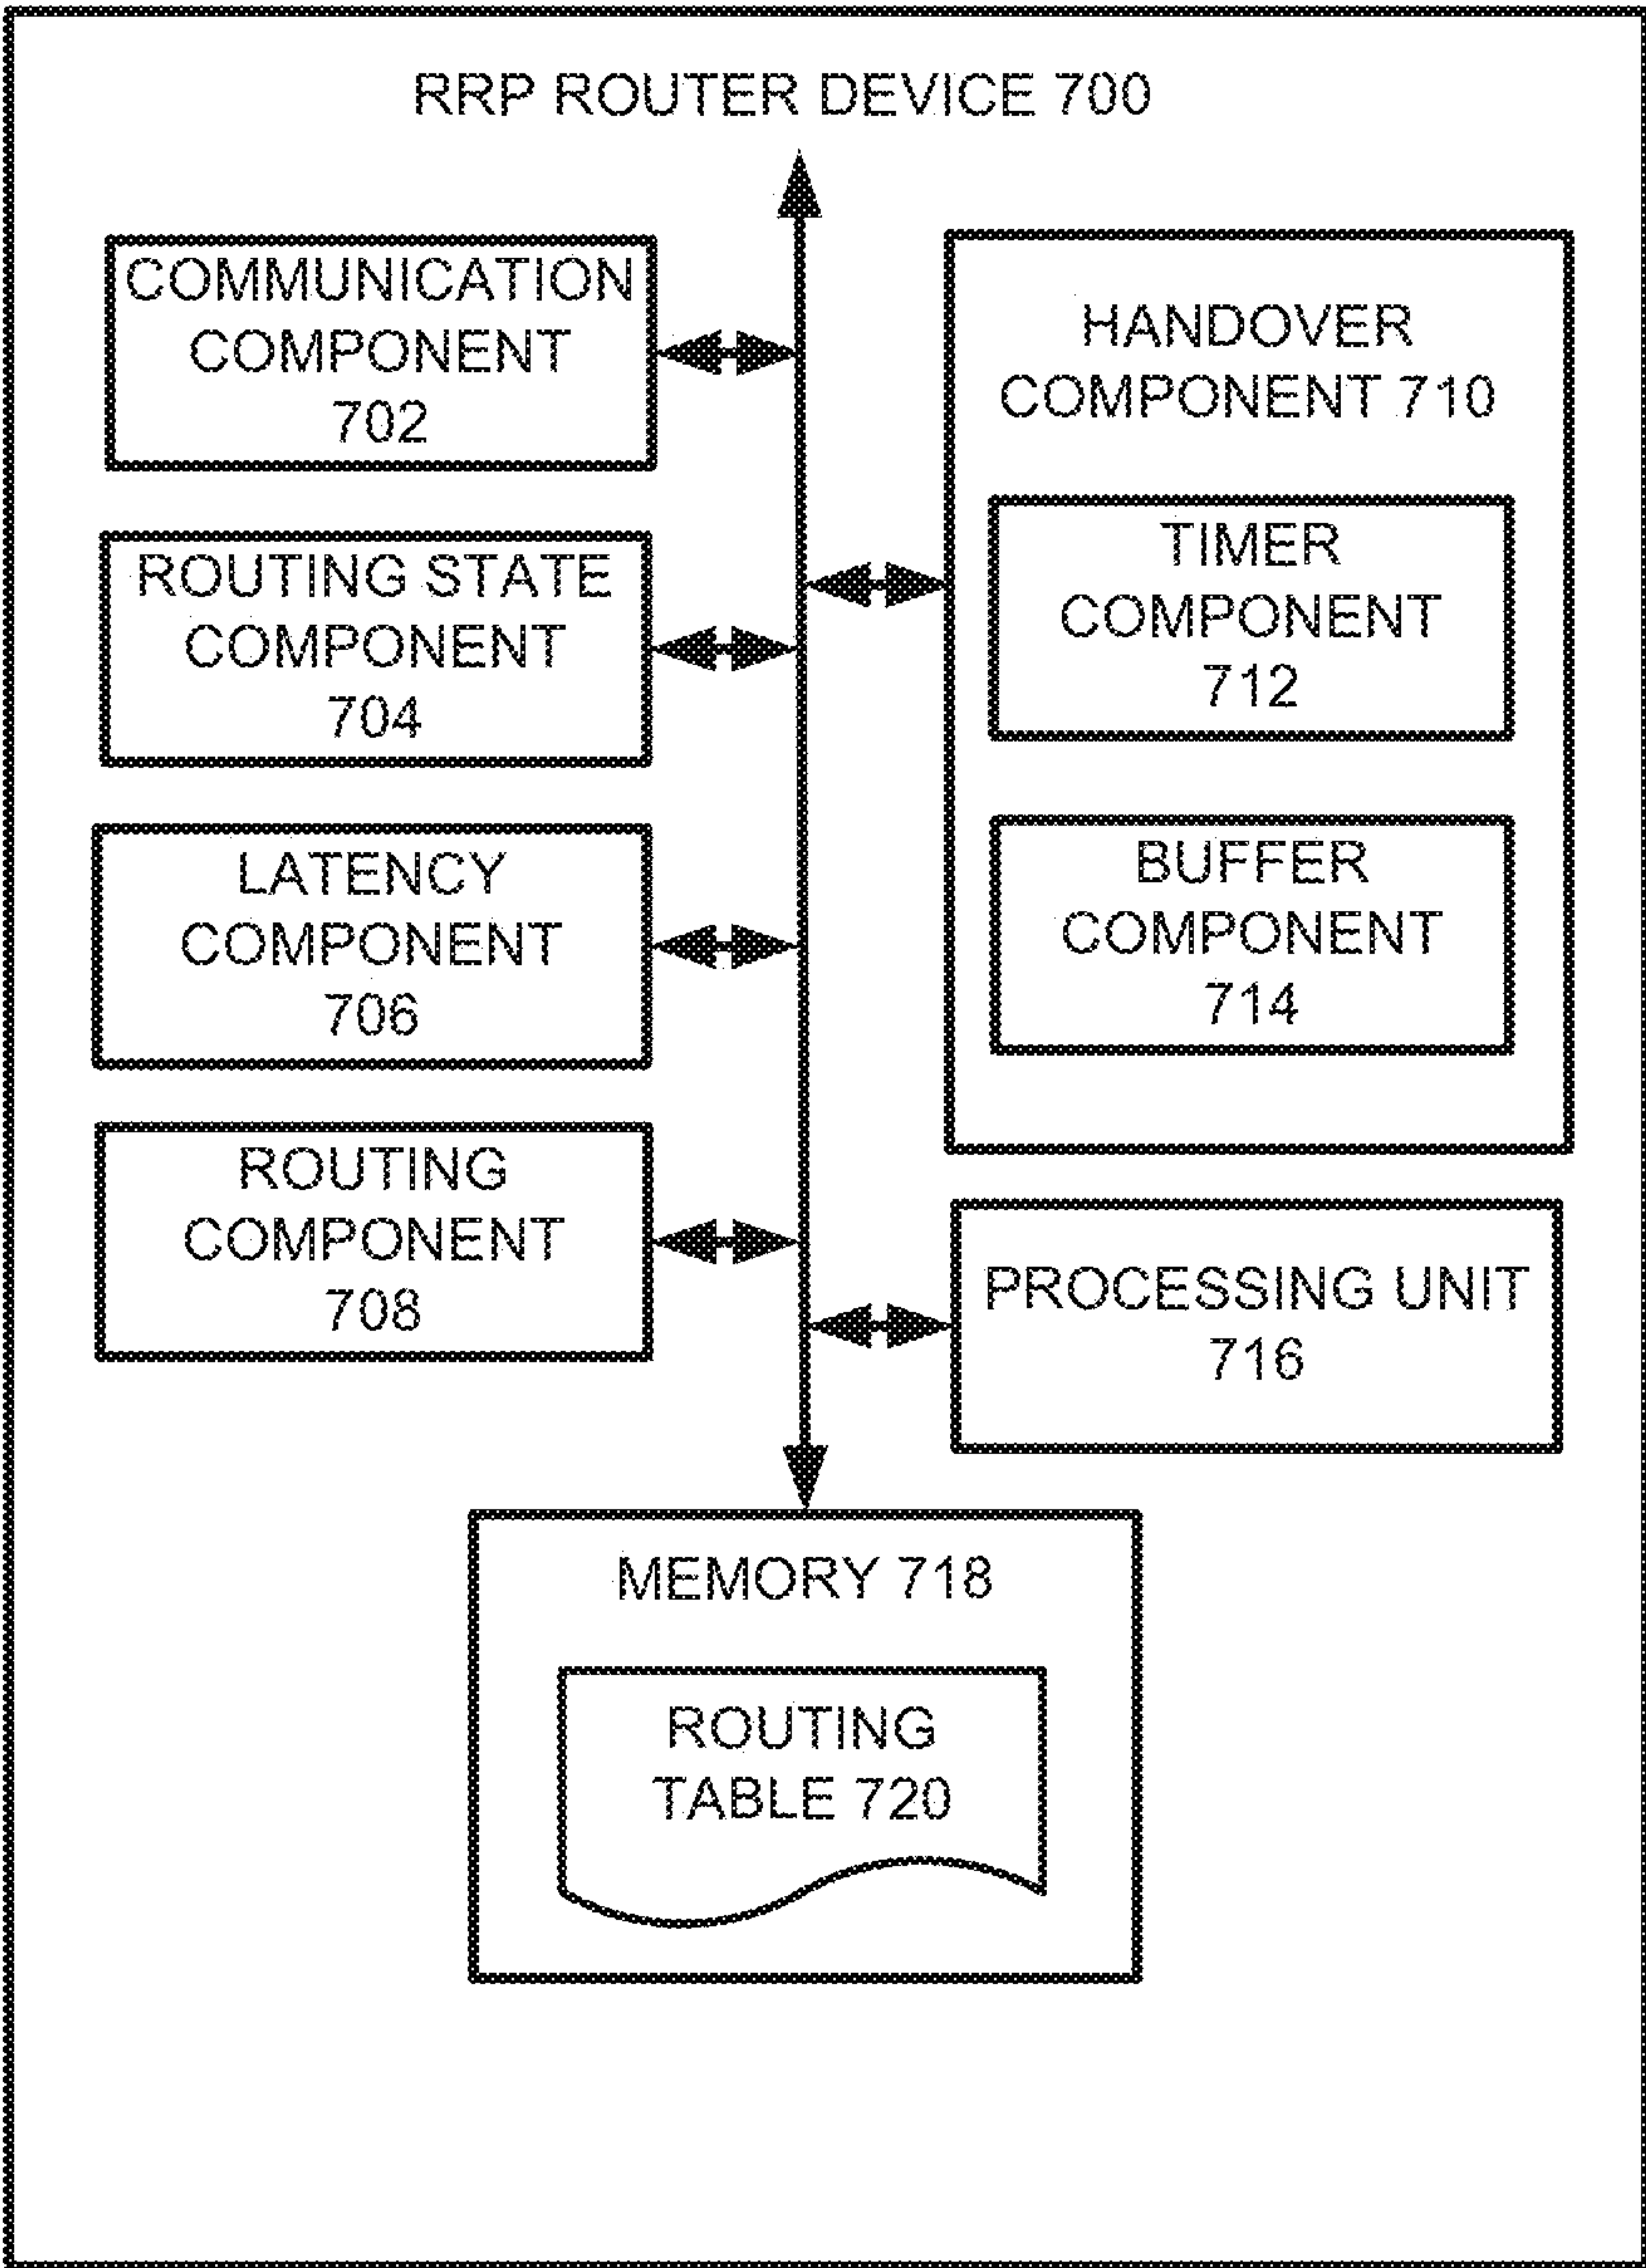 RRP ROUTER DEVICE 700
COMMUNICATION
COMPONENT
702
ROUTING STATE
COMPONENT
704
LATENCY
COMPONENT
706
ROUTING
COMPONENT
708
HANDOVER
COMPONENT 710
TIMER
COMPONENT
712
BUFFER
COMPONENT
714
PROCESSING UNIT
716
MEMORY 718
ROUTING
TABLE 720